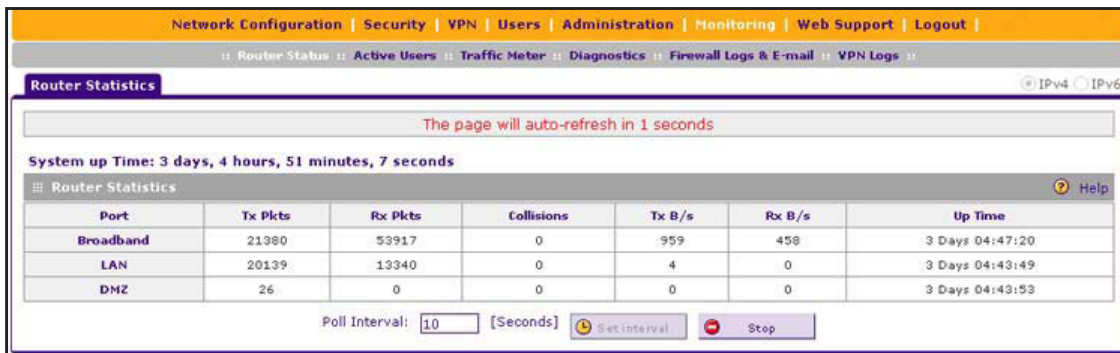 Network Configuration | Security | VPN | Users | Administration | Monitoring | Web Support | Logout |
:: Router Status :: Active Users :: Traffic Meter :: Diagnostics :: Firewall Logs & E-mail :: VPN Logs ::
Router Statistics IPv4 IPv6
The page will auto-refresh in 1 seconds
System up Time: 3 days, 4 hours, 51 minutes, 7 seconds
Router Statistics Help
Port Tx Pkts Rx Pkts Collisions Tx B/s Rx B/s Up Time
Broadband 21380 53917 0 959 458 3 Days 04:47:20
LAN 20139 13340 0 4 0 3 Days 04:43:49
DMZ 26 0 0 0 0 3 Days 04:43:53
Poll Interval: 10 [Seconds] Set interval Stop